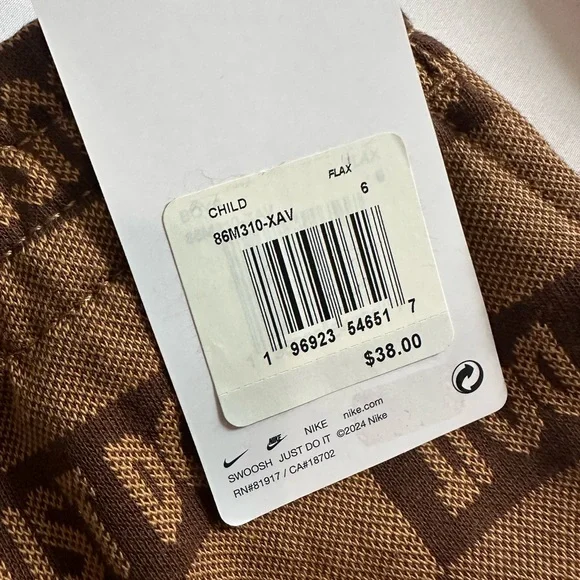 CHILD FLAX
86M310-XAV 6
1 96923 54651 7
$38.00
NIKE nike.com
SWOOSH JUST DO IT ©2024 Nike
RN#81917 / CA#18702